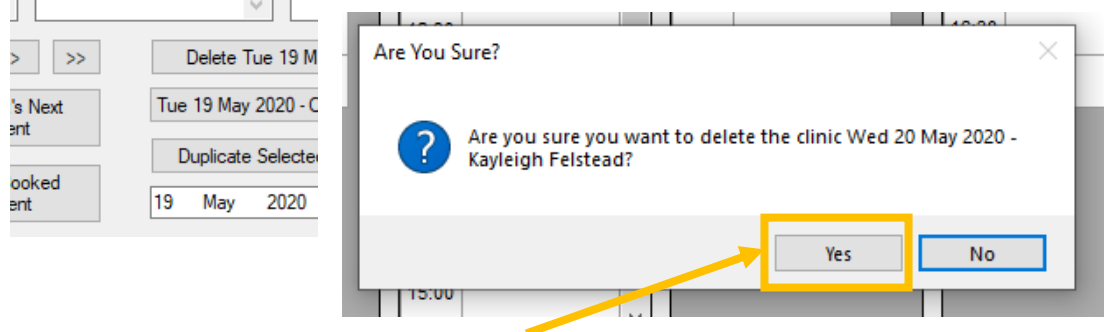 > >>
Delete Tue 19 M
's Next
ent
Tue 19 May 2020 - C
Duplicate Selecte
ooked
ent
19 May 2020
Are You Sure?
Are you sure you want to delete the clinic Wed 20 May 2020 -
Kayleigh Felstead?
Yes No
15:00